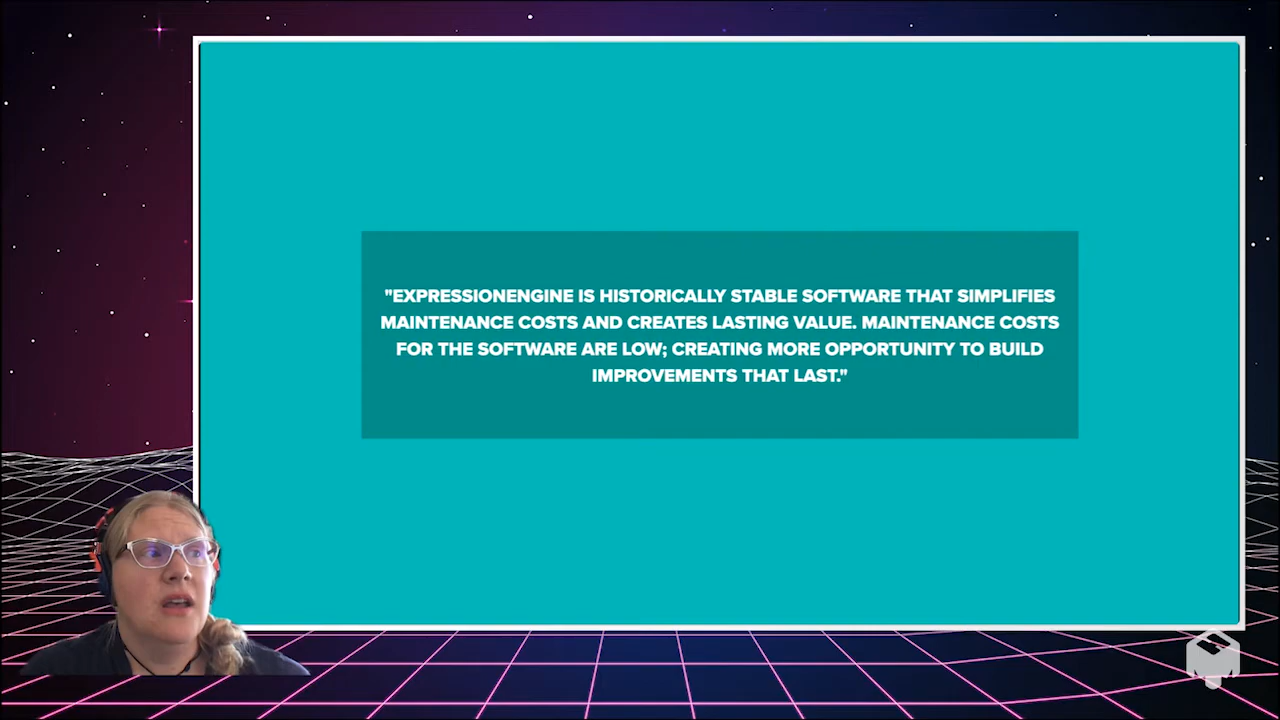 "EXPRESSIONENGINE IS HISTORICALLY STABLE SOFTWARE THAT SIMPLIFIES
MAINTENANCE COSTS AND CREATES LASTING VALUE. MAINTENANCE COSTS
FOR THE SOFTWARE ARE LOW; CREATING MORE OPPORTUNITY TO BUILD
IMPROVEMENTS THAT LAST."